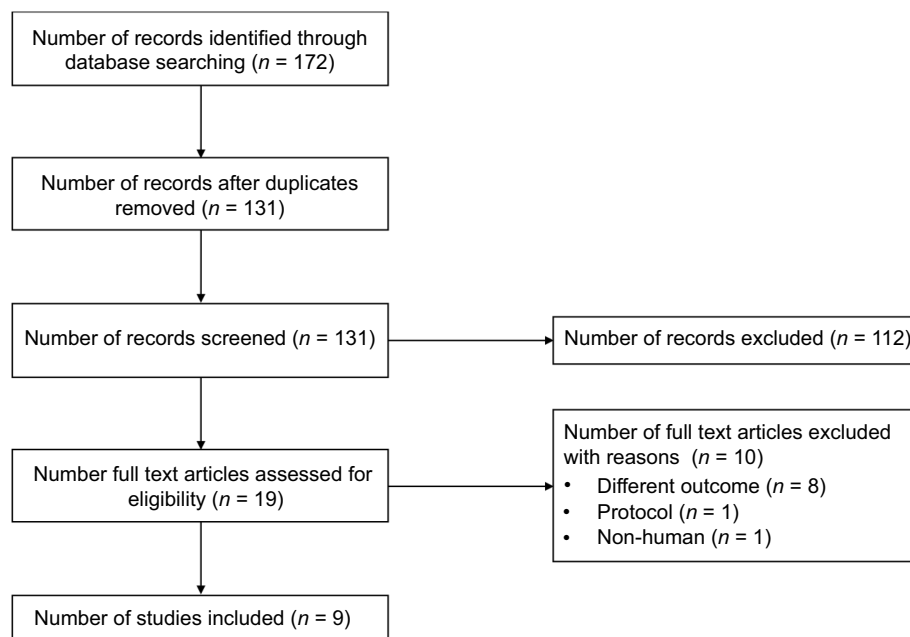 Number of records identified through
database searching (n = 172)
Number of records after duplicates
removed (n = 131)
Number of records screened (n = 131)
Number of records excluded (n = 112)
Number full text articles assessed for
eligibility (n = 19)
Number of full text articles excluded
with reasons (n = 10)
• Different outcome (n = 8)
• Protocol (n = 1)
• Non-human (n = 1)
Number of studies included (n = 9)